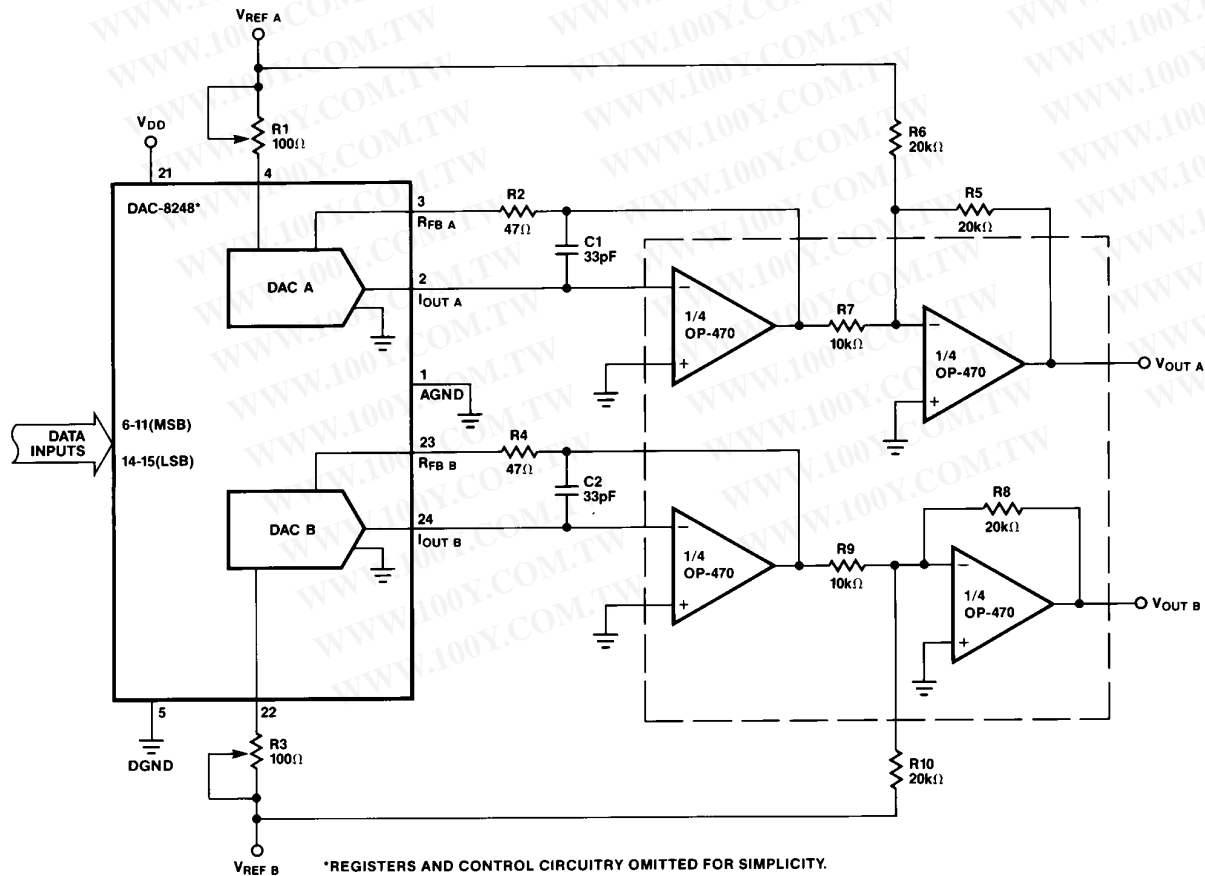 VREF A
VDD
21
R1
100Ω
4
DAC-8248*
DAC A
3
RFB A
R2
47Ω
C1
33pF
2
IOUT A
1
AGND
R6
20kΩ
R5
20kΩ
1/4
OP-470
R7
10kΩ
1/4
OP-470
VOUT A
DATA
INPUTS
6-11(MSB)
14-15(LSB)
23
RFB B
R4
47Ω
C2
33pF
24
IOUT B
DAC B
1/4
OP-470
R9
10kΩ
R8
20kΩ
1/4
OP-470
VOUT B
5
DGND
22
R3
100Ω
R10
20kΩ
VREF B
*REGISTERS AND CONTROL CIRCUITRY OMITTED FOR SIMPLICITY.
WWW.100Y.COM.TW